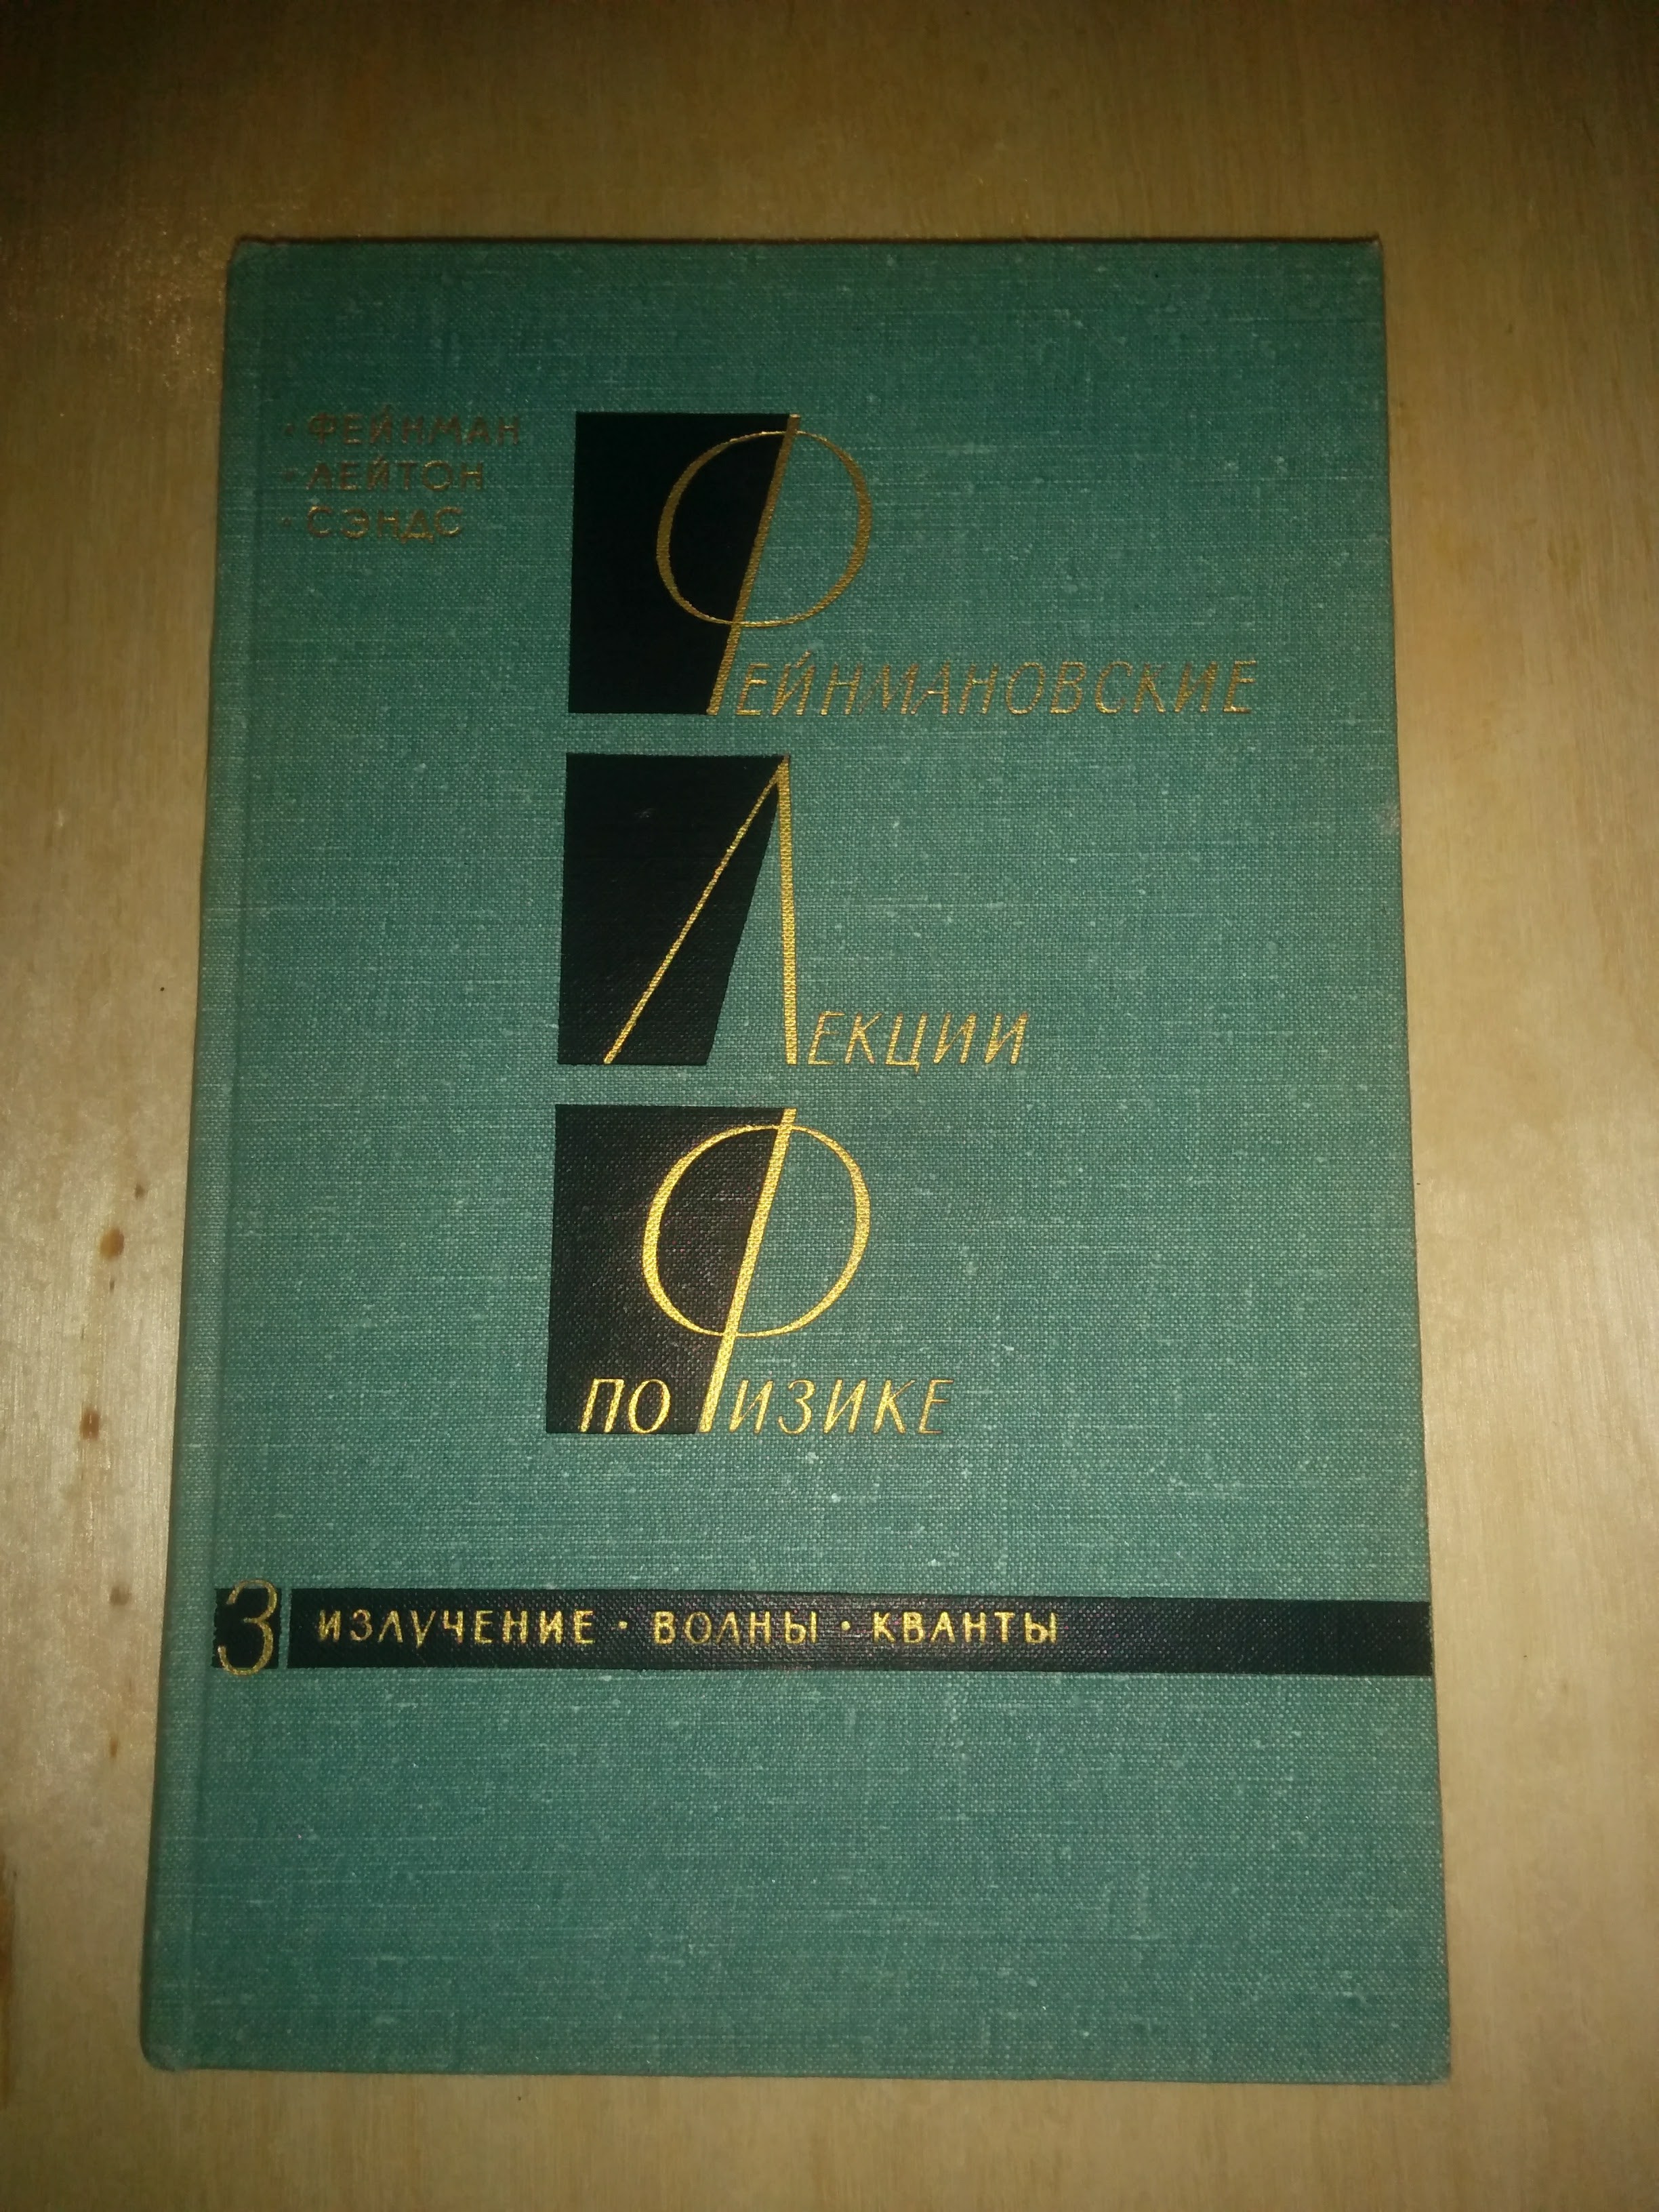 · ФЕЙНМАН
· ЛЕЙТОН
· СЭНДС
ФЕЙНМАНОВСКИЕ
ЛЕКЦИИ
ПО ФИЗИКЕ
3 ИЗЛУЧЕНИЕ · ВОЛНЫ · КВАНТЫ